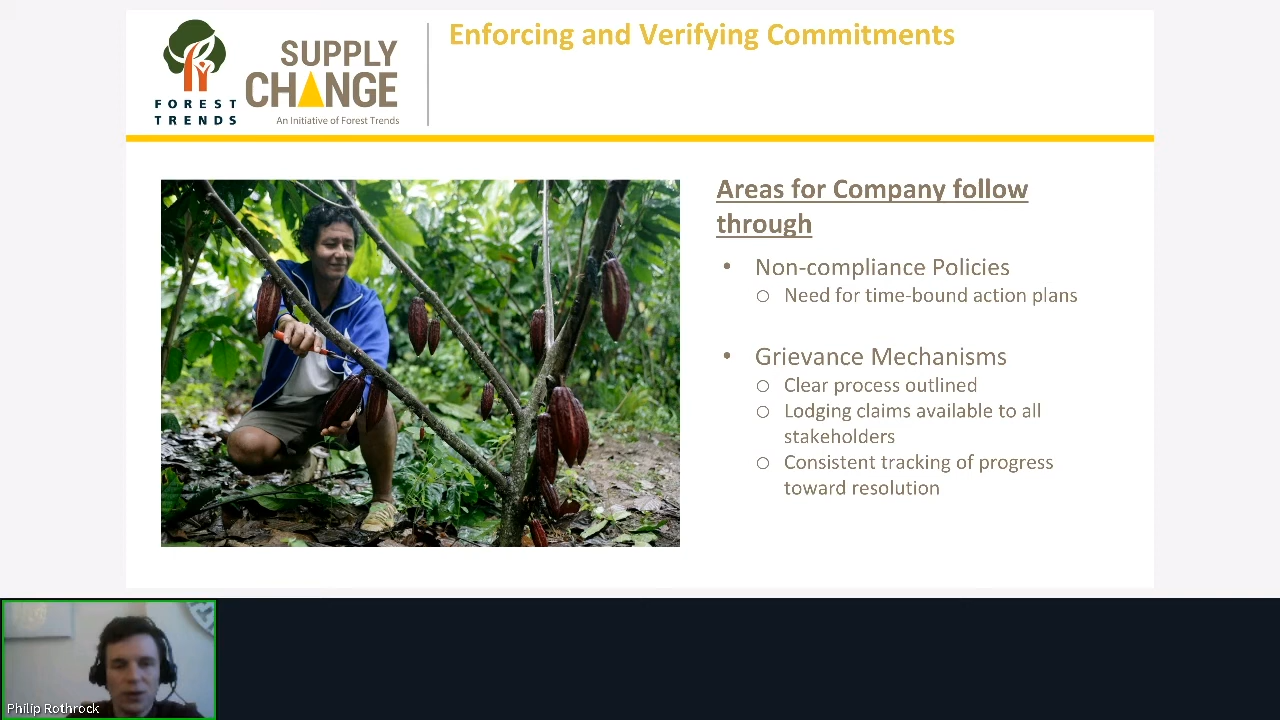 FOREST
TRENDS
SUPPLY
CHANGE
An Initiative of Forest Trends
Enforcing and Verifying Commitments
Areas for Company follow
through
• Non-compliance Policies
○ Need for time-bound action plans
• Grievance Mechanisms
○ Clear process outlined
○ Lodging claims available to all
stakeholders
○ Consistent tracking of progress
toward resolution
Philip Rothrock